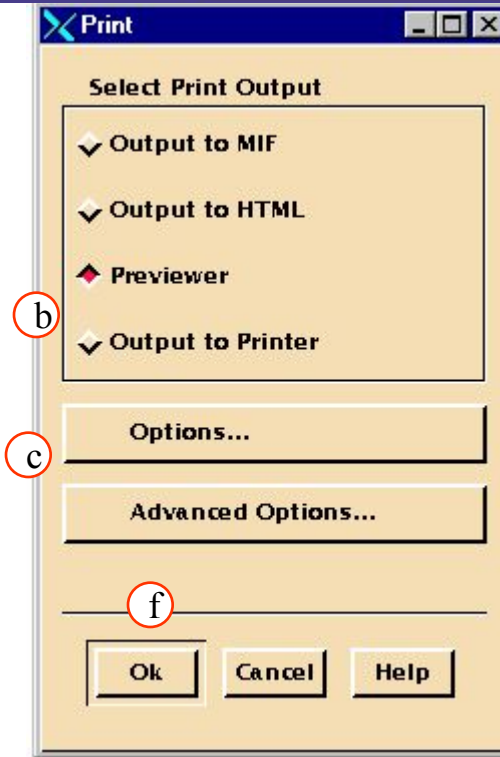 Print
Select Print Output
Output to MIF
Output to HTML
Previewer
b
Output to Printer
Options...
c
Advanced Options...
f
Ok Cancel Help